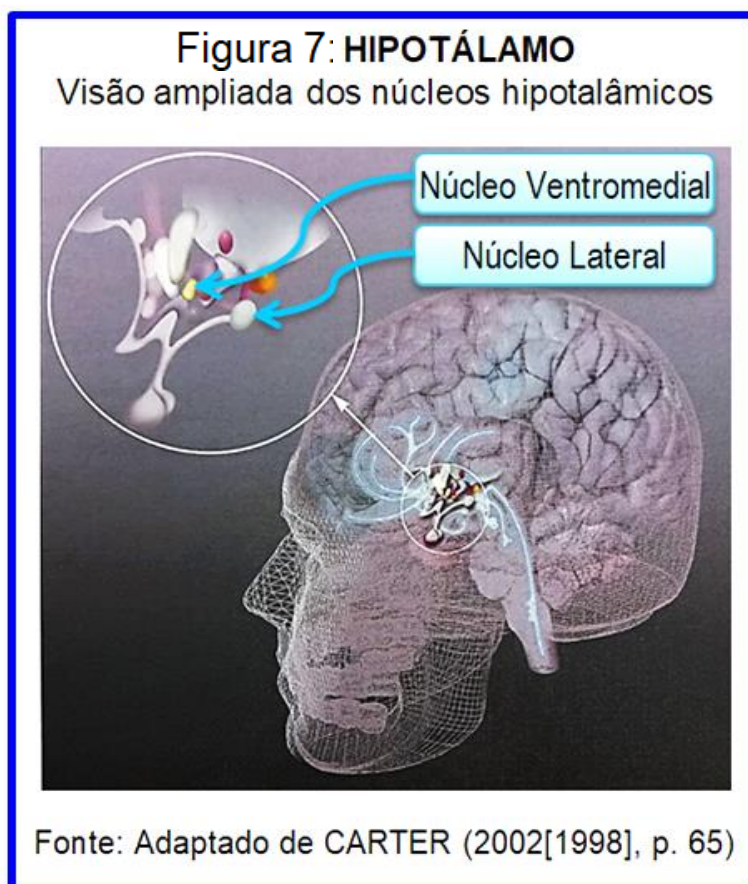 Figura 7: HIPOTÁLAMO
Visão ampliada dos núcleos hipotalâmicos
Núcleo Ventromedial
Núcleo Lateral
Fonte: Adaptado de CARTER (2002[1998], p. 65)